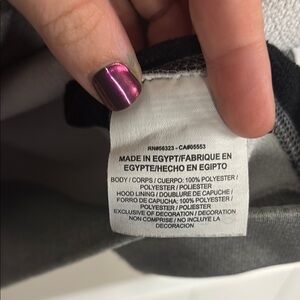 RN#56323 - CA#05553
MADE IN EGYPT/FABRIQUE EN
EGYPTE/HECHO EN EGIPTO
BODY / CORPS / CUERPO: 100% POLYESTER /
POLYESTER / POLIESTER
HOOD LINING / DOUBLURE DE CAPUCHE /
FORRO DE CAPUCHA: 100% POLYESTER /
POLYESTER / POLIESTER
EXCLUSIVE OF DECORATION / DECORATION
NON COMPRISE / NO INCLUYE LA
DECORACION